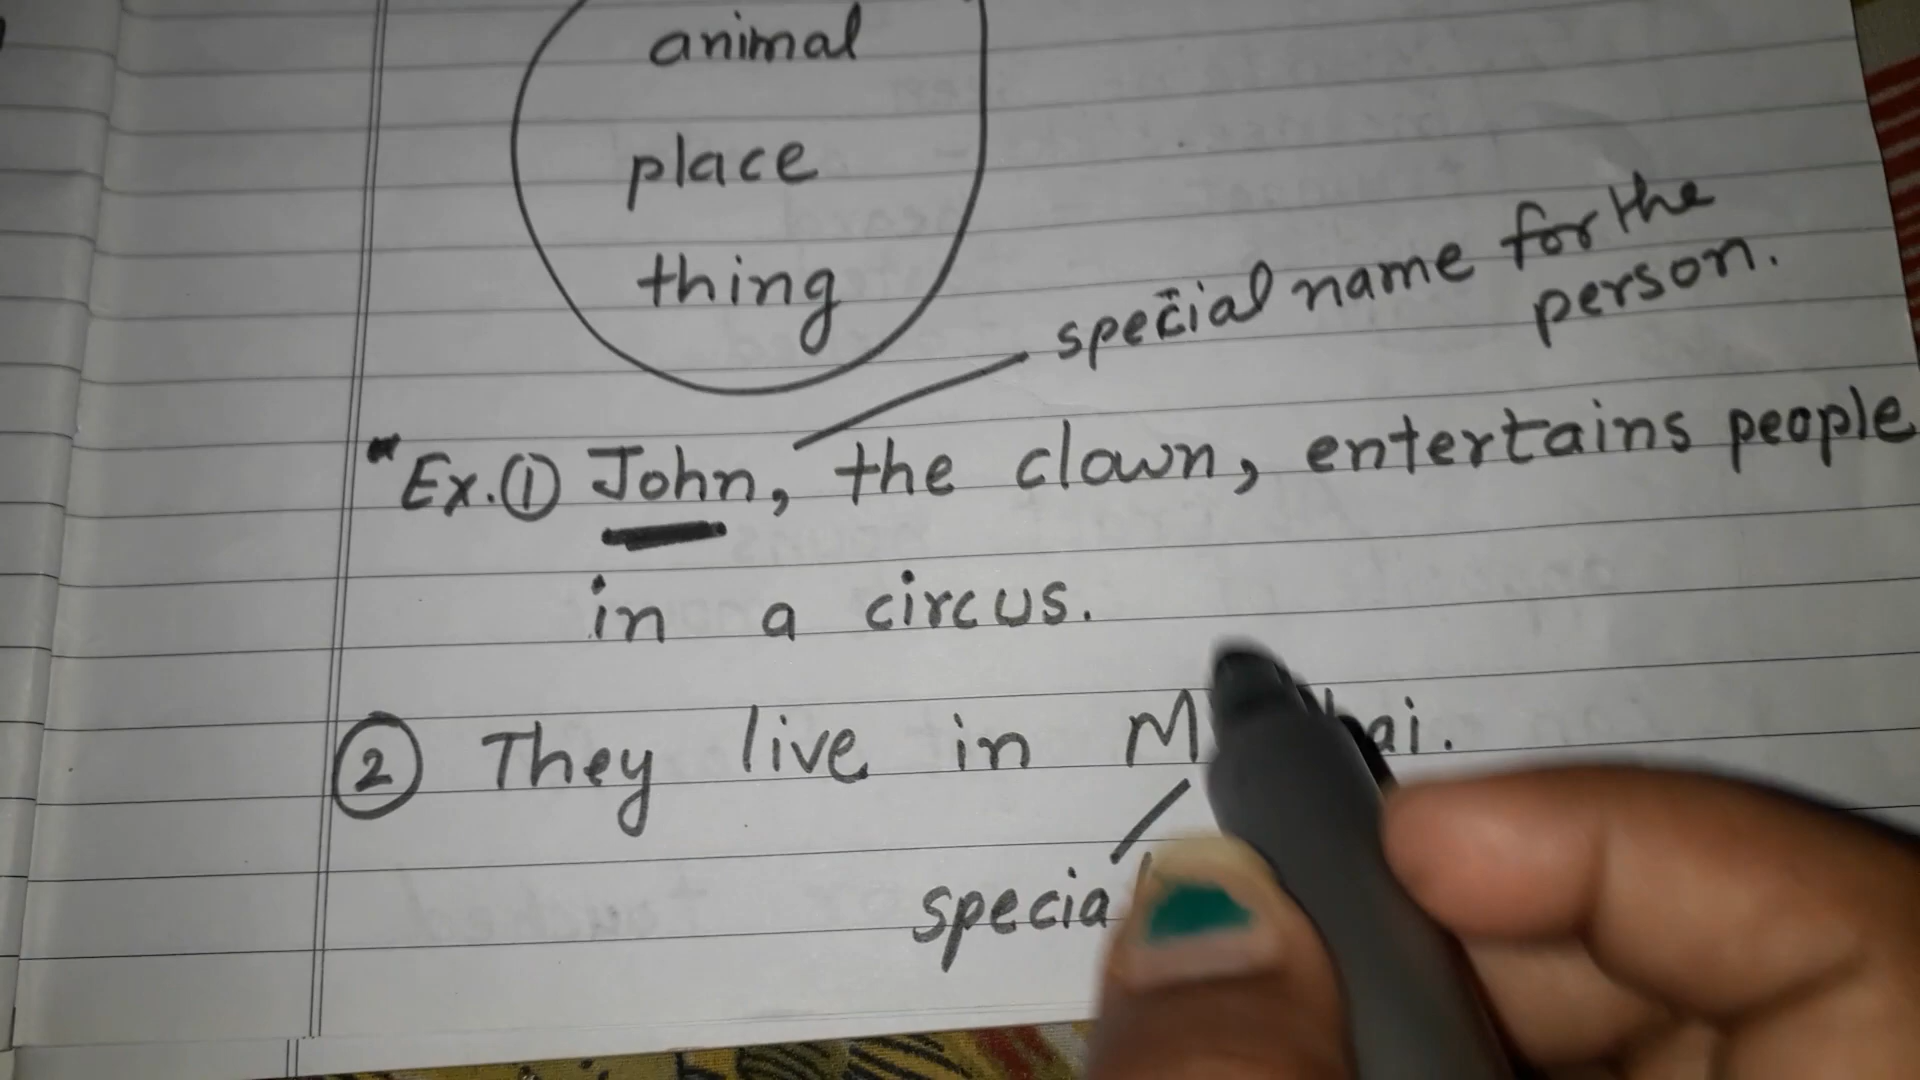 animal
place
thing
special name for the
person.
Ex.① John, the clown, entertains people
in a circus.
② They live in